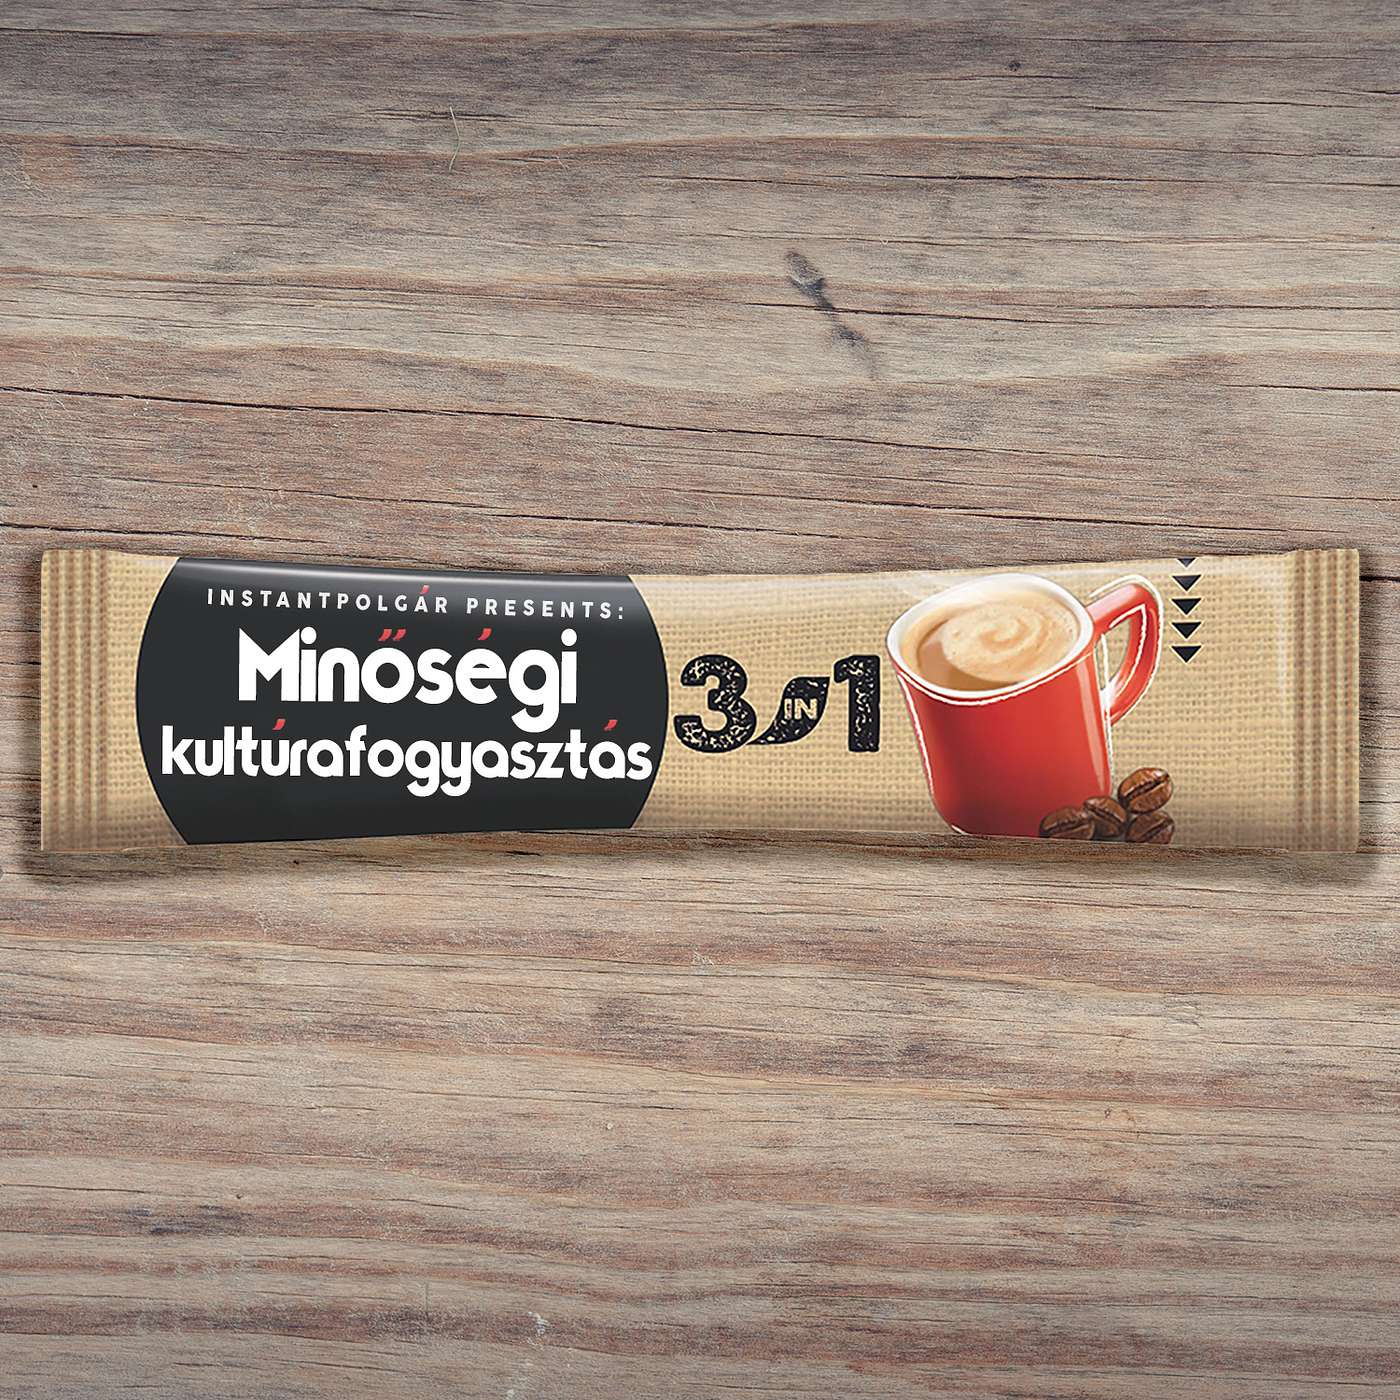 INSTANTPOLGÁR PRESENTS:
Minőségi
kultúrafogyasztás
3 IN 1